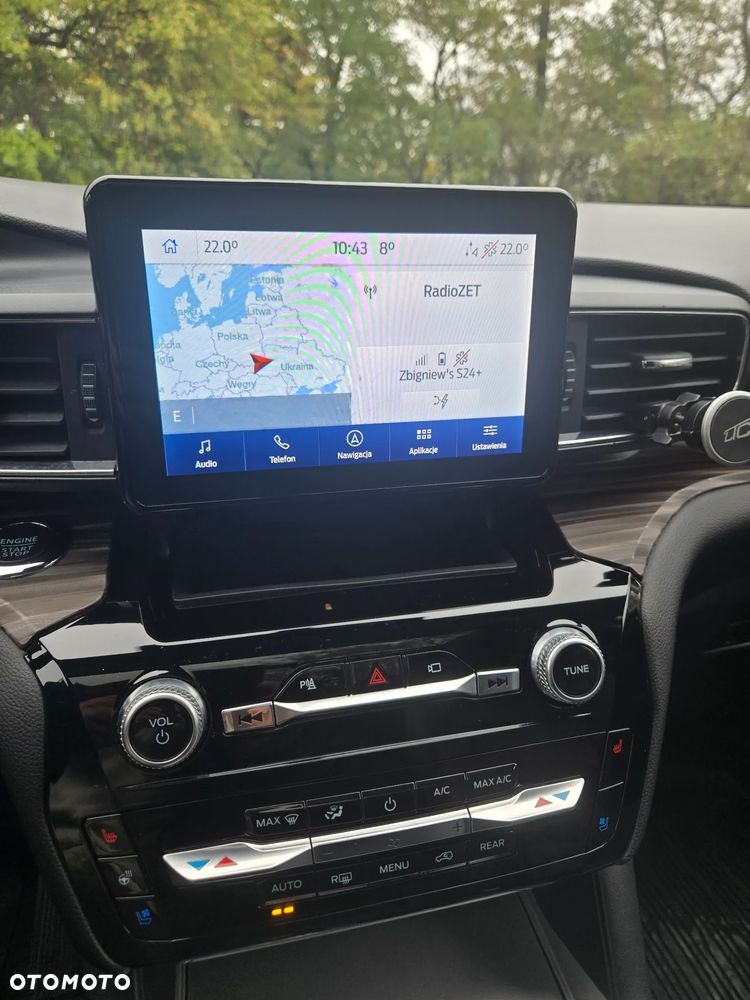 22.0°
10:43 8°
4
22.0°
Estonia
Łotwa
Litwa
Polska
Czechy
Ukraina
Węgry
E
RadioZET
Zbigniew's S24+
Audio
Telefon
Nawigacja
Aplikacje
Ustawienia
ENGINE
START
STOP
VOL
TUNE
MAX
A/C
MAX A/C
AUTO
R
MENU
REAR
OTOMOTO